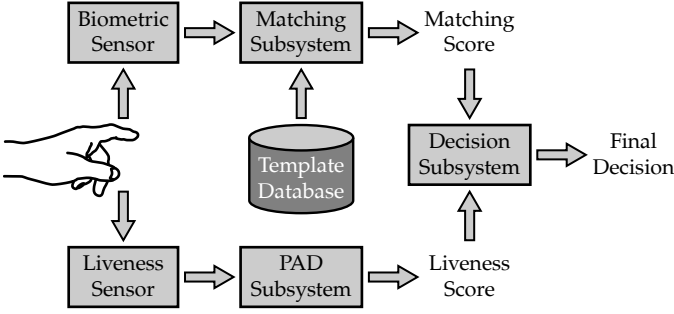 Biometric
Sensor
Matching
Subsystem
Matching
Score
Template
Database
Decision
Subsystem
Final
Decision
Liveness
Sensor
PAD
Subsystem
Liveness
Score